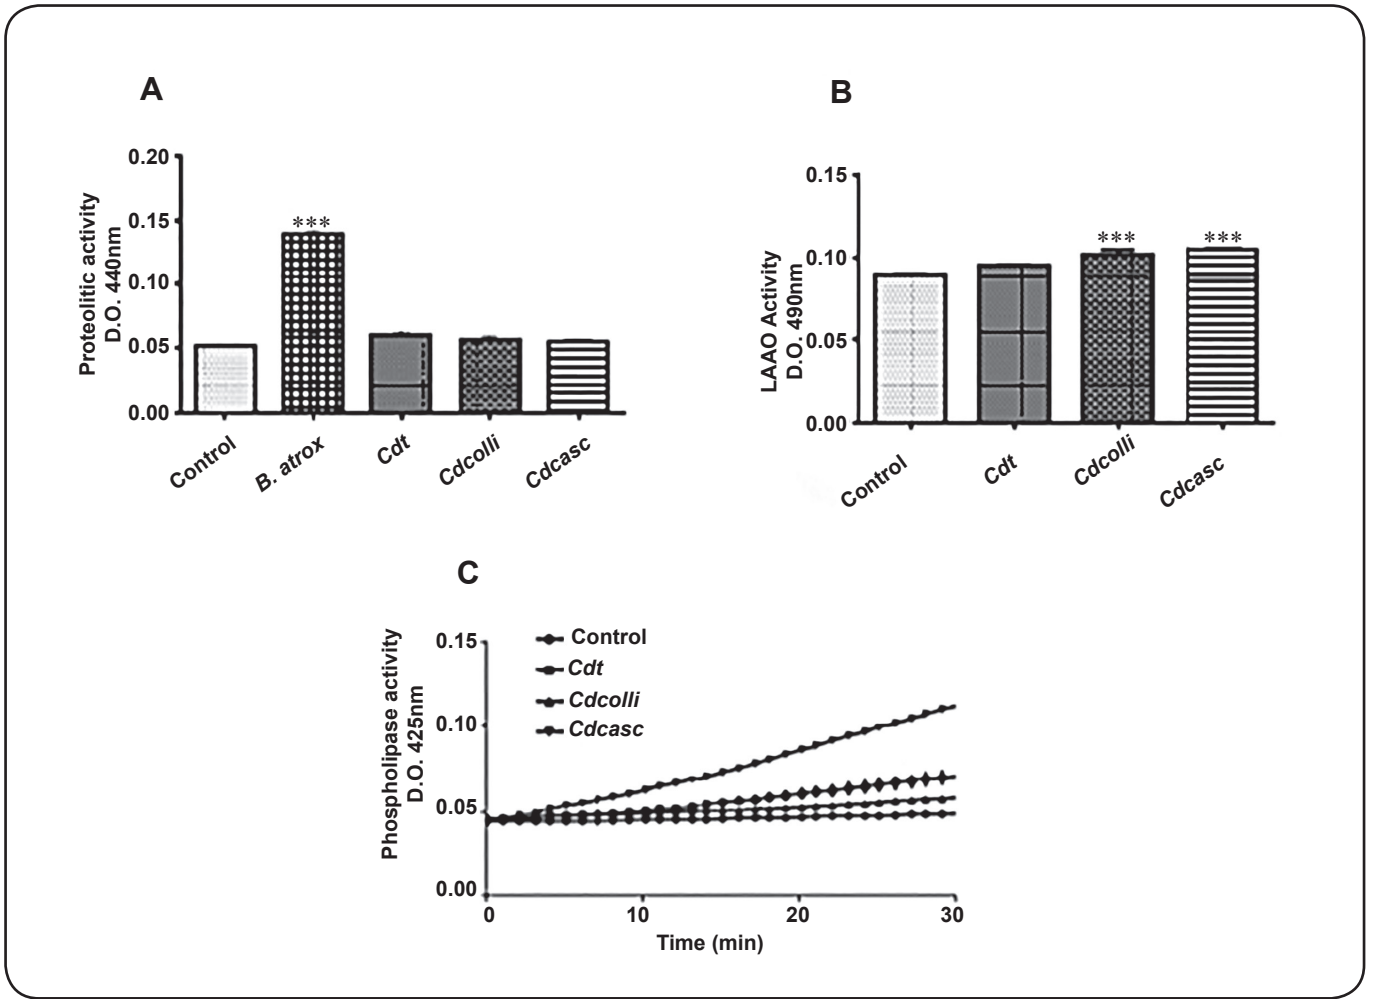 A
Proteolitic activity
D.O. 440nm
0.20
0.15
0.10
0.05
0.00
***
Control
B. atrox
Cdt
Cdcolli
Cdcasc
B
LAAO Activity
D.O. 490nm
0.15
0.10
0.05
0.00
***
***
Control
Cdt
Cdcolli
Cdcasc
C
Phospholipase activity
D.O. 425nm
0.15
0.10
0.05
0.00
Control
Cdt
Cdcolli
Cdcasc
0
10
20
30
Time (min)